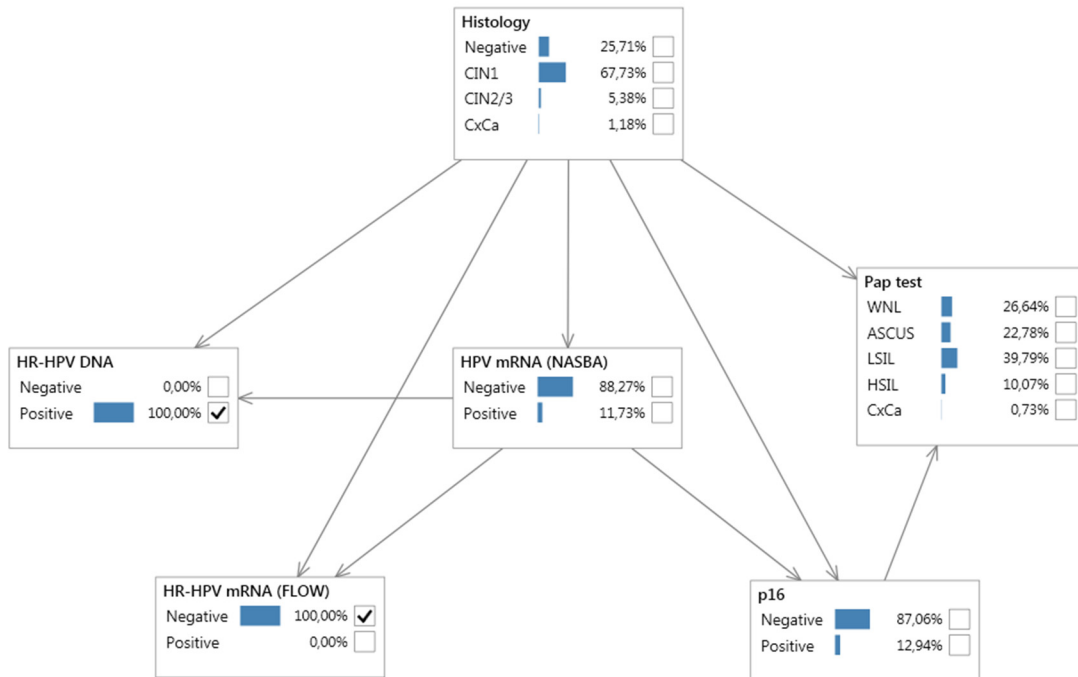 Histology
Negative 25,71%
CIN1 67,73%
CIN2/3 5,38%
CxCa 1,18%
Pap test
WNL 26,64%
ASCUS 22,78%
LSIL 39,79%
HSIL 10,07%
CxCa 0,73%
HR-HPV DNA
Negative 0,00%
Positive 100,00%
HPV mRNA (NASBA)
Negative 88,27%
Positive 11,73%
HR-HPV mRNA (FLOW)
Negative 100,00%
Positive 0,00%
p16
Negative 87,06%
Positive 12,94%